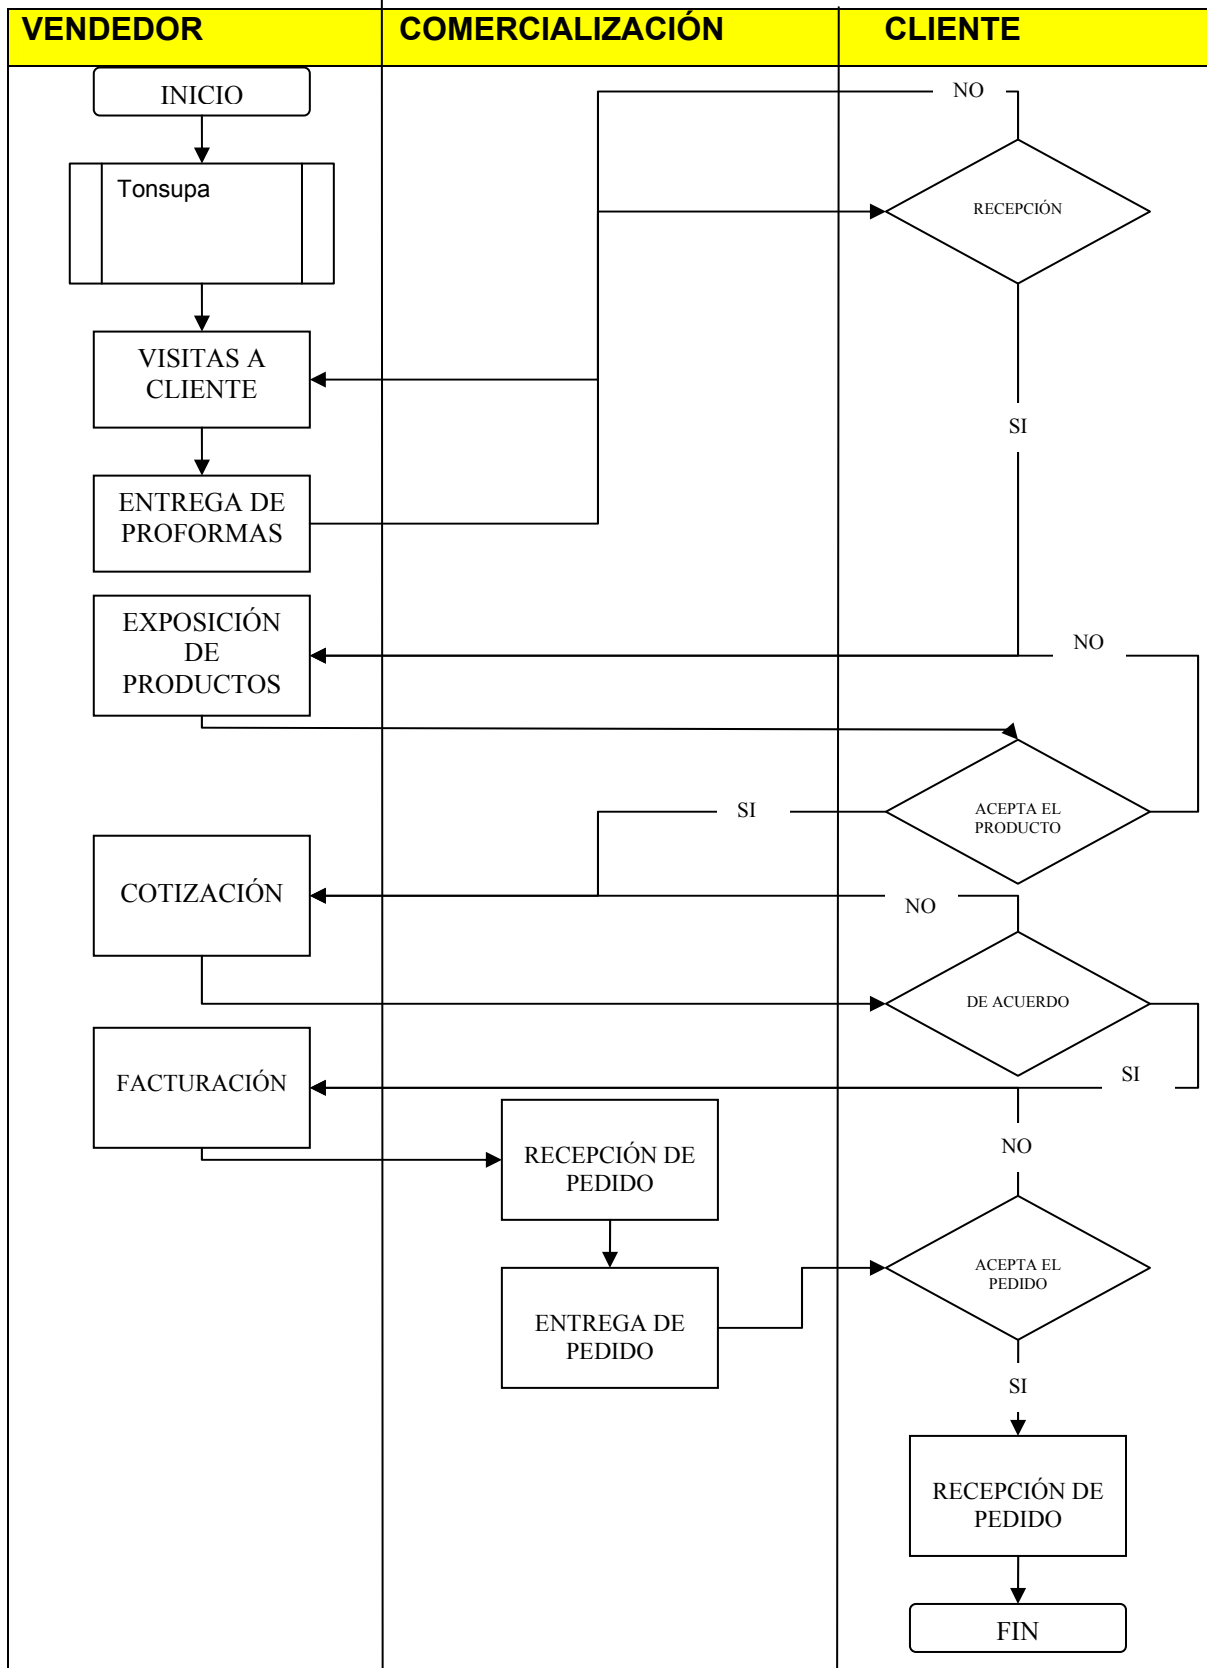 VENDEDOR
COMERCIALIZACIÓN
CLIENTE
INICIO
NO
Tonsupa
RECEPCIÓN
VISITAS A
CLIENTE
SI
ENTREGA DE
PROFORMAS
EXPOSICIÓN
DE
PRODUCTOS
NO
SI
ACEPTA EL
PRODUCTO
COTIZACIÓN
NO
DE ACUERDO
FACTURACIÓN
SI
RECEPCIÓN DE
PEDIDO
NO
ENTREGA DE
PEDIDO
ACEPTA EL
PEDIDO
SI
RECEPCIÓN DE
PEDIDO
FIN